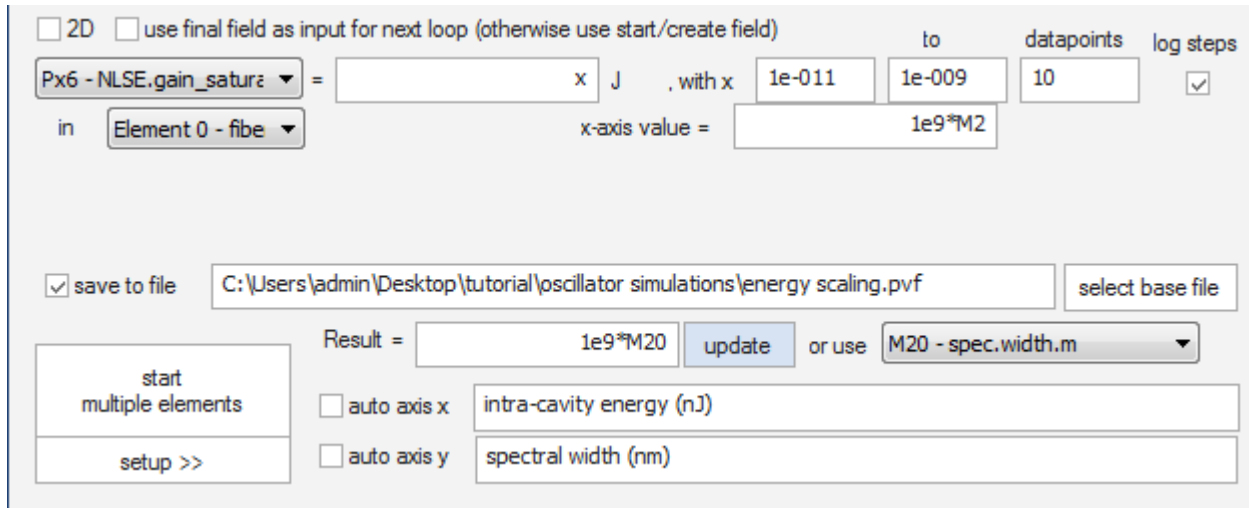 2D use final field as input for next loop (otherwise use start/create field)
to datapoints log steps
Px6 - NLSE.gain_satura = x J , with x 1e-011 1e-009 10
in Element 0 - fibe x-axis value = 1e9*M2
save to file C:\Users\admin\Desktop\tutorial\oscillator simulations\energy scaling.pvf select base file
Result = 1e9*M20 update or use M20 - spec.width.m
start
multiple elements
auto axis x intra-cavity energy (nJ)
setup >> auto axis y spectral width (nm)